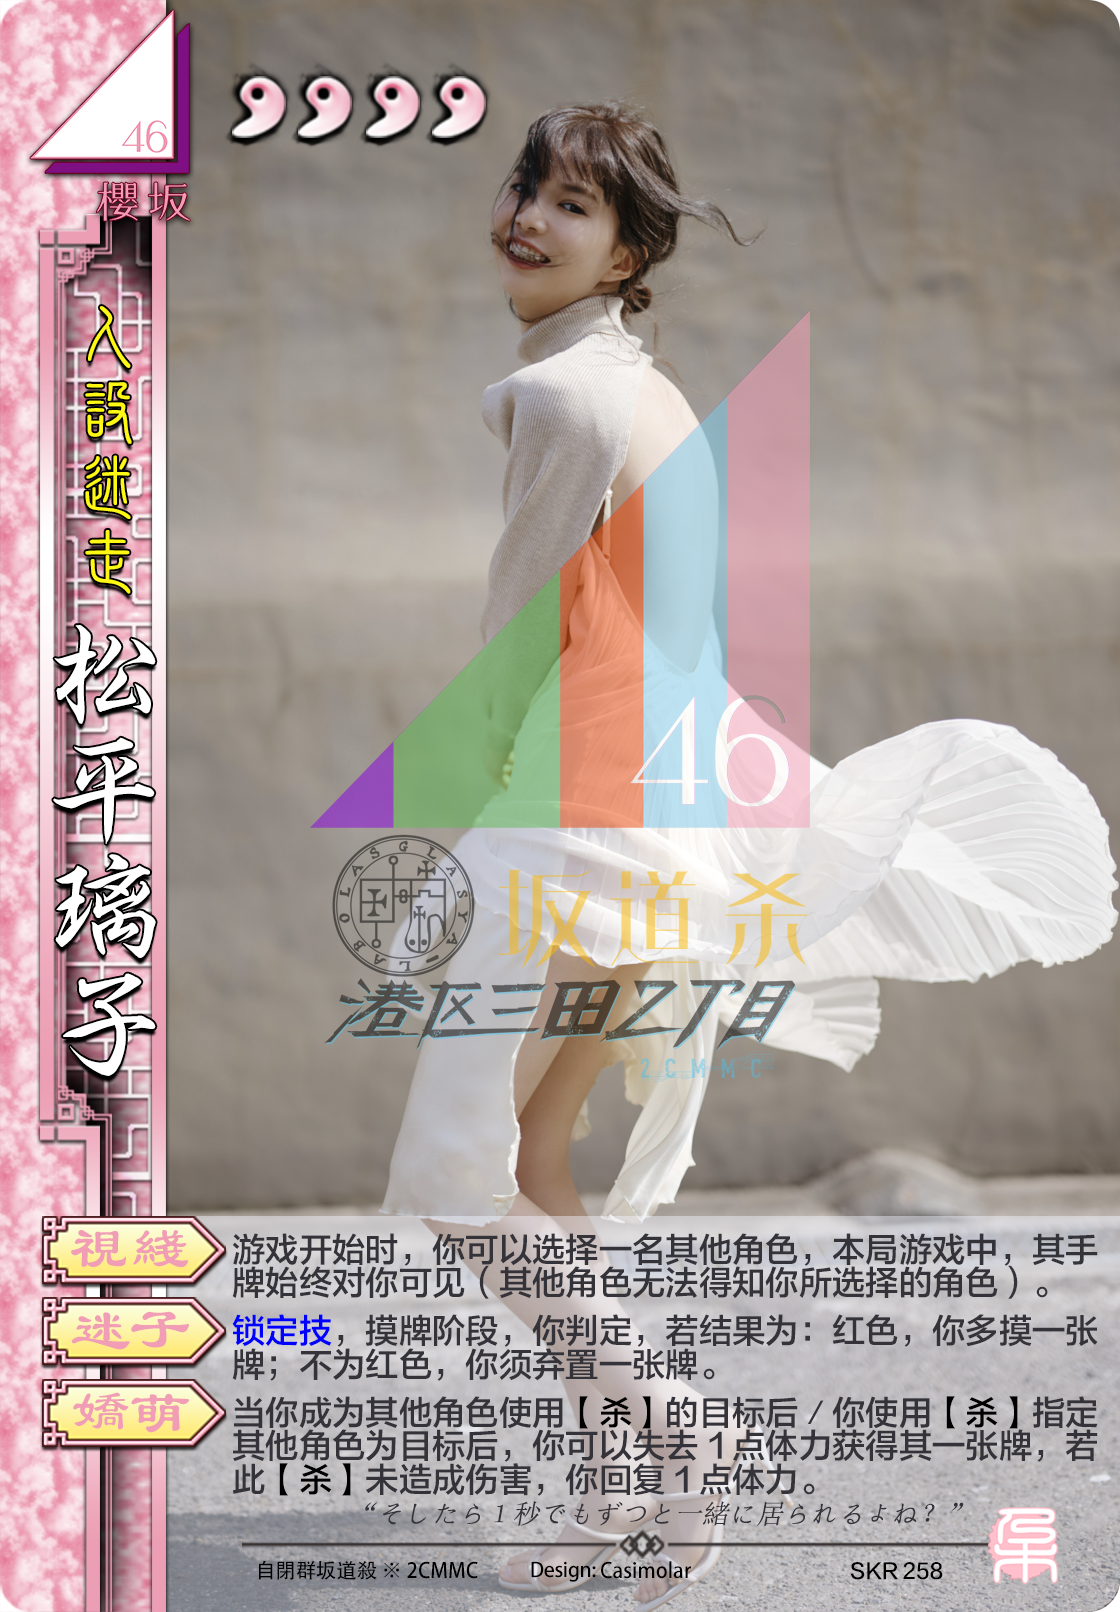 46
櫻坂
人設迷走
松平璃子
46
GLASYALABOLAS
坂道杀
港区三田2丁目
2CMMC
視綫
游戏开始时，你可以选择一名其他角色，本局游戏中，其手
牌始终对你可见（其他角色无法得知你所选择的角色）。
迷子
锁定技，摸牌阶段，你判定，若结果为：红色，你多摸一张
牌；不为红色，你须弃置一张牌。
嬌萌
当你成为其他角色使用【杀】的目标后 / 你使用【杀】指定
其他角色为目标后，你可以失去 1点体力获得其一张牌，若
此【杀】未造成伤害，你回复 1 点体力。
“そしたら 1 秒でもずつと一緒に居られるよね？”
自閉群坂道殺 ※ 2CMMC Design: Casimolar SKR 258